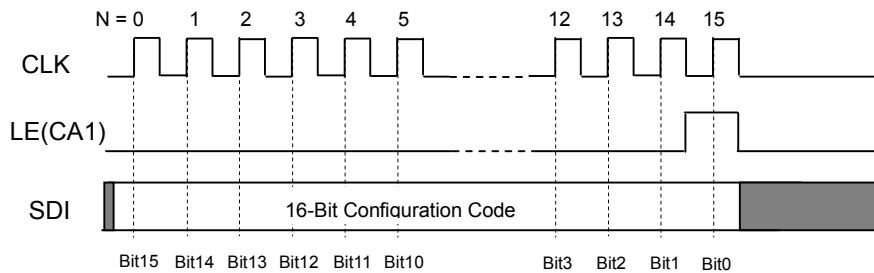 N = 0 1 2 3 4 5 12 13 14 15
CLK
LE(CA1)
SDI 16-Bit Configuration Code
Bit15 Bit14 Bit13 Bit12 Bit11 Bit10 Bit3 Bit2 Bit1 Bit0